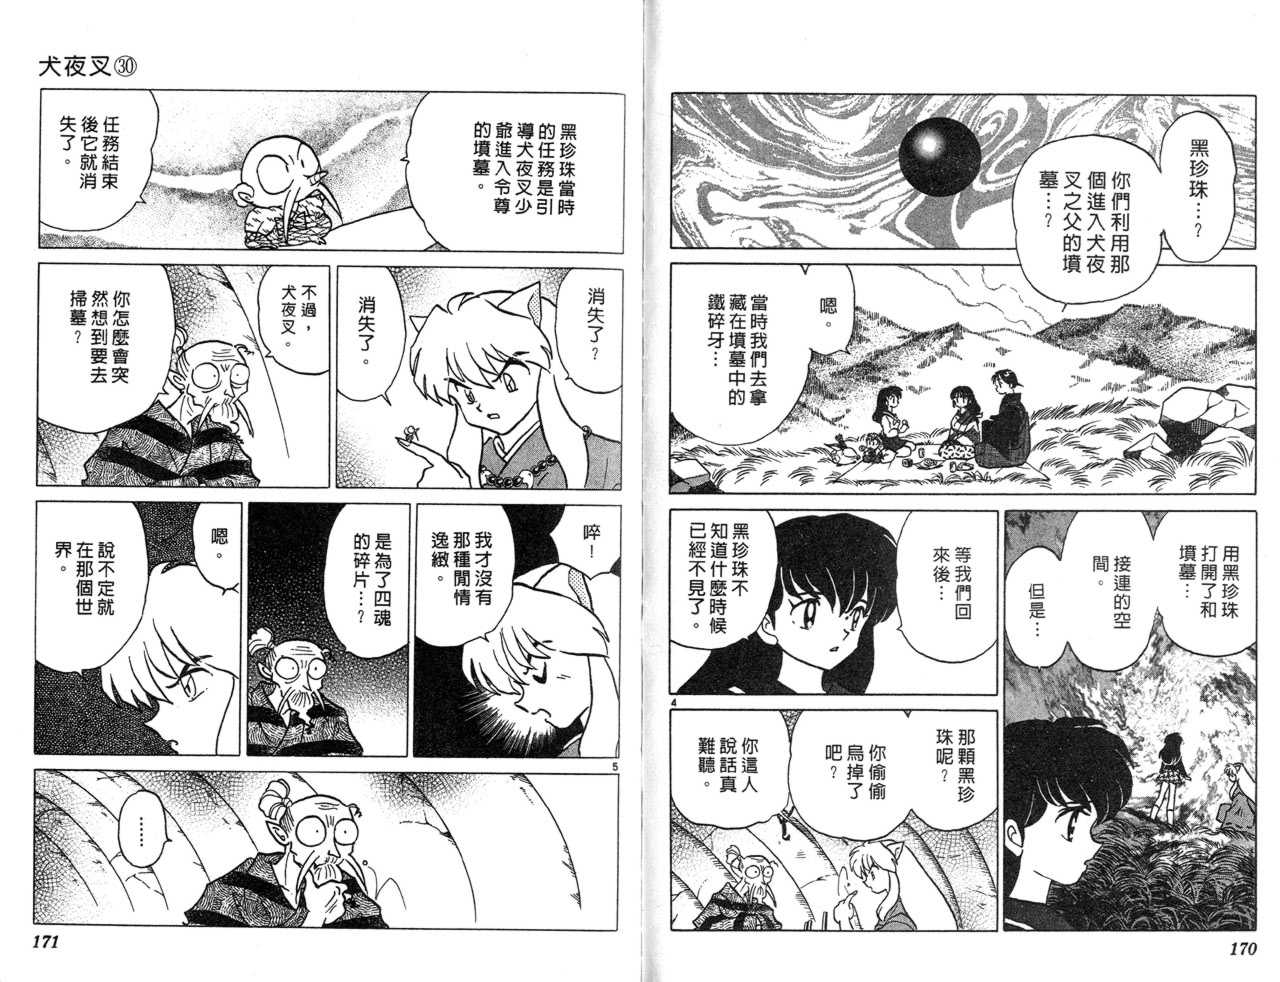 黑珍珠…?
你們利用那
個進入犬夜
叉之父的墳
墓…?
嗯。
當時我們去拿
藏在墳墓中的
鐵碎牙…
用黑珍珠
打開了和
墳墓…
接連的空
間。
但是…
等我們回
來後…
黑珍珠不
知道什麼時候
已經不見了。
4
那顆黑珍
珠呢?
你偷偷
烏掉了
吧?
你這人
說話真
難聽。
170
犬夜叉㉚
黑珍珠當時
的任務是引
導犬夜叉少
爺進入令尊
的墳墓。
任務結束
後它就消
失了。
消失了?
消失了。
不過,
犬夜叉。
你怎麼會突
然想到要去
掃墓?
啐!
我才沒有
那種閒情
逸緻。
是為了四魂
的碎片…?
嗯。
說不定就
在那個世
界。
5
……
171